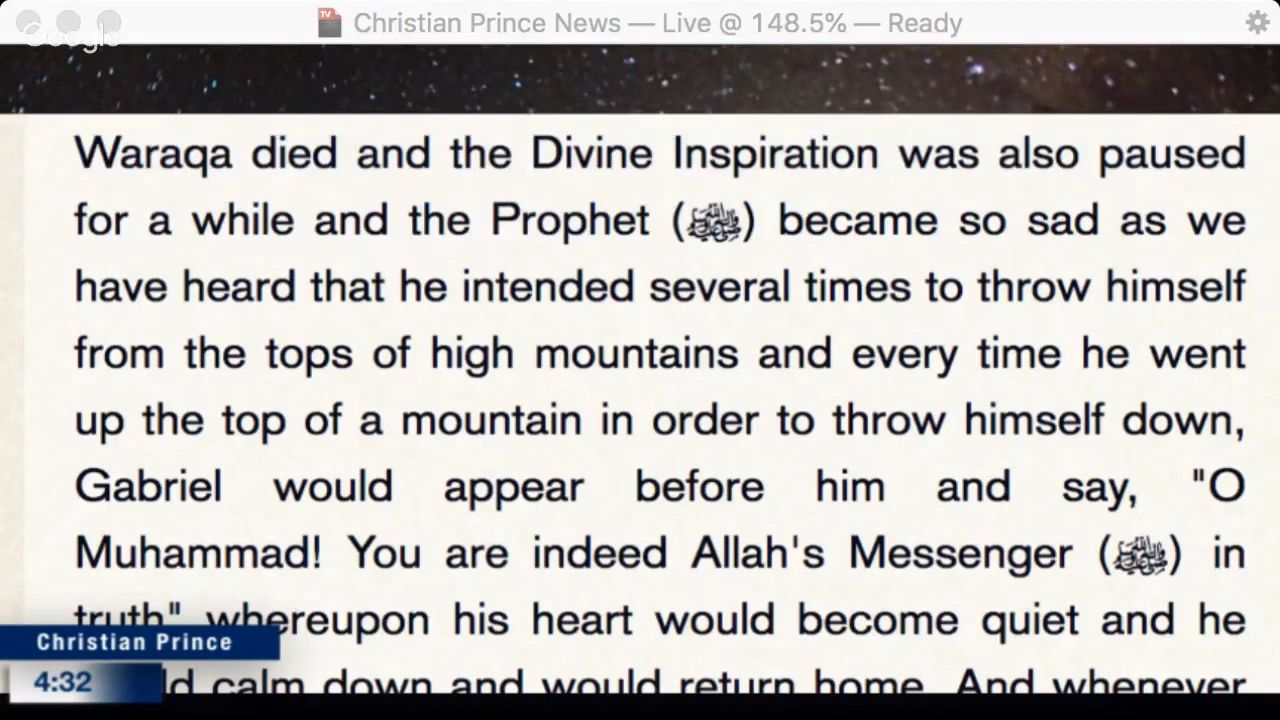 Christian Prince News — Live @ 148.5% — Ready
Google
Waraqa died and the Divine Inspiration was also paused
for a while and the Prophet (ﷺ) became so sad as we
have heard that he intended several times to throw himself
from the tops of high mountains and every time he went
up the top of a mountain in order to throw himself down,
Gabriel would appear before him and say, "O
Muhammad! You are indeed Allah's Messenger (ﷺ) in
truth" whereupon his heart would become quiet and he
calm down and would return home. And whenever
Christian Prince
4:32